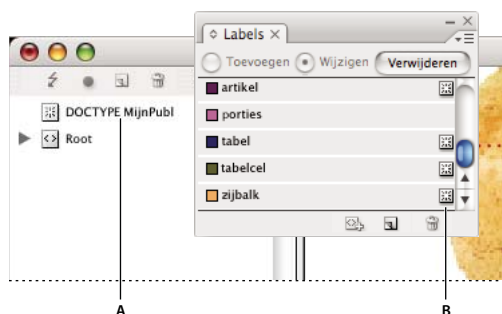 Labels
Toevoegen Wijzigen Verwijderen
artikel
porties
tabel
tabelcel
zijbalk
DOCTYPE MijnPubl
Root
A B